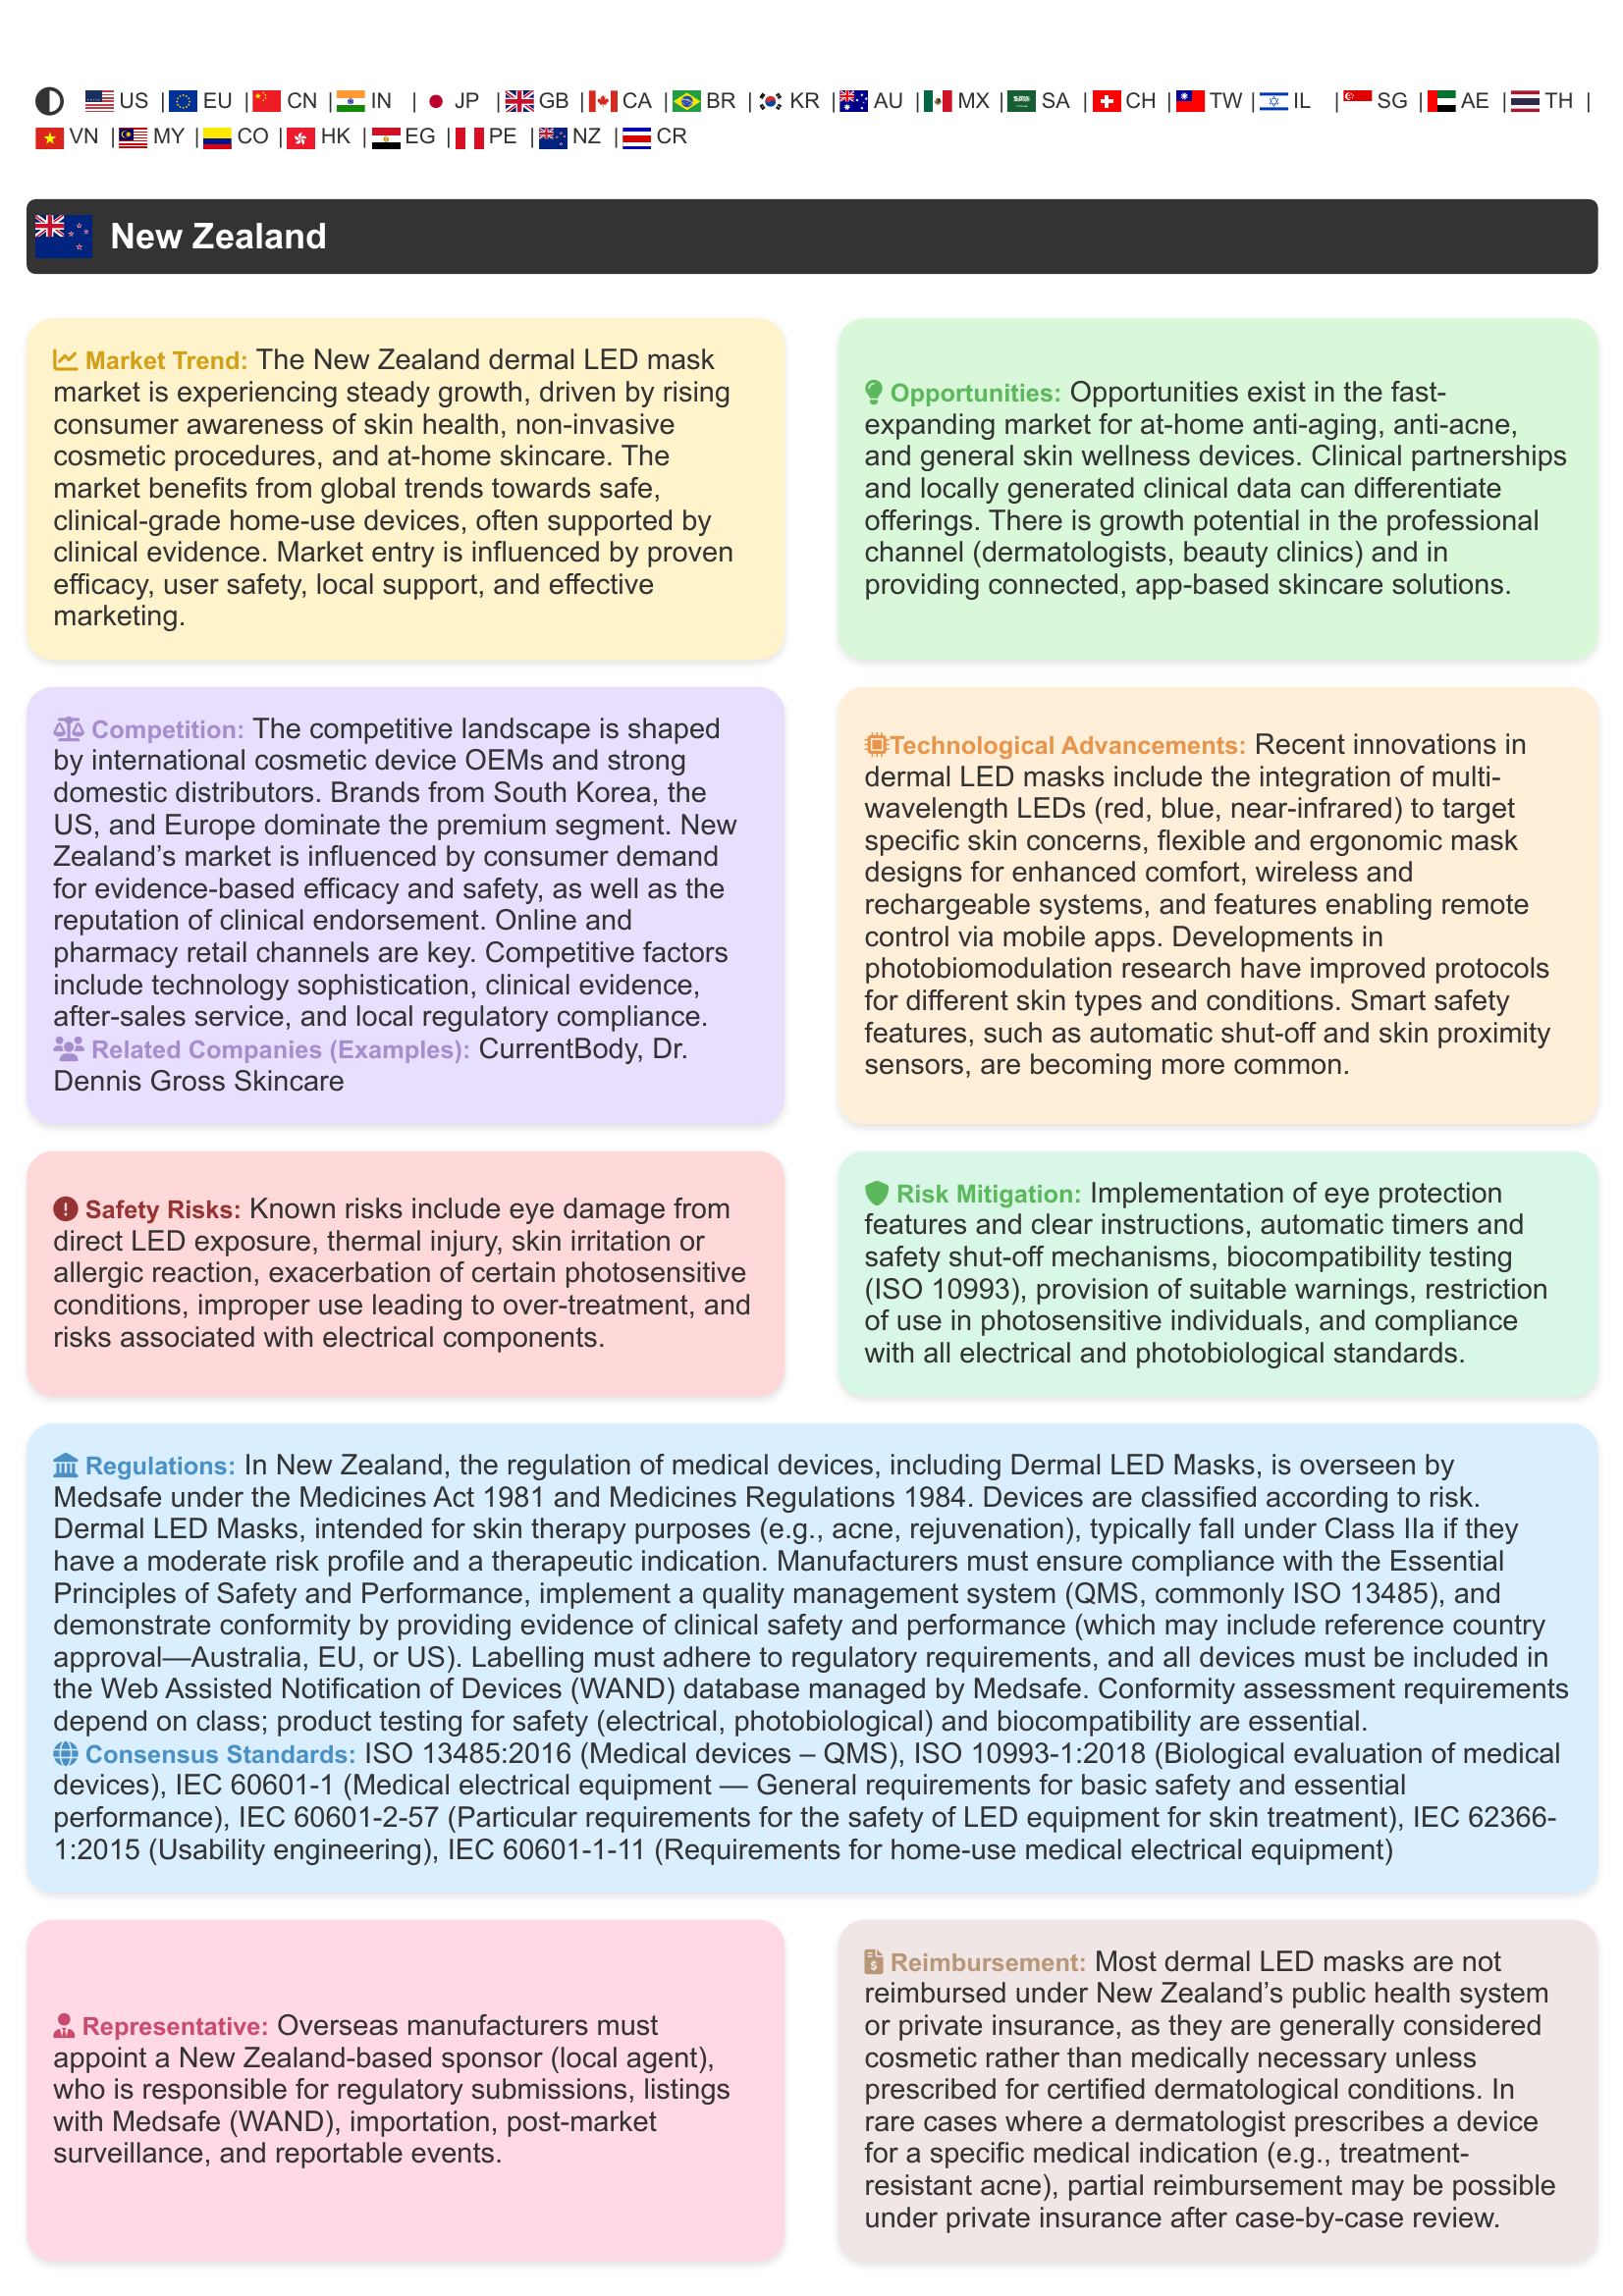 US | EU | CN | IN | JP | GB | CA | BR | KR | AU | MX | SA | CH | TW | IL | SG | AE | TH |
VN | MY | CO | HK | EG | PE | NZ | CR
New Zealand
Market Trend: The New Zealand dermal LED mask
market is experiencing steady growth, driven by rising
consumer awareness of skin health, non-invasive
cosmetic procedures, and at-home skincare. The
market benefits from global trends towards safe,
clinical-grade home-use devices, often supported by
clinical evidence. Market entry is influenced by proven
efficacy, user safety, local support, and effective
marketing.
Opportunities: Opportunities exist in the fast-
expanding market for at-home anti-aging, anti-acne,
and general skin wellness devices. Clinical partnerships
and locally generated clinical data can differentiate
offerings. There is growth potential in the professional
channel (dermatologists, beauty clinics) and in
providing connected, app-based skincare solutions.
Competition: The competitive landscape is shaped
by international cosmetic device OEMs and strong
domestic distributors. Brands from South Korea, the
US, and Europe dominate the premium segment. New
Zealand’s market is influenced by consumer demand
for evidence-based efficacy and safety, as well as the
reputation of clinical endorsement. Online and
pharmacy retail channels are key. Competitive factors
include technology sophistication, clinical evidence,
after-sales service, and local regulatory compliance.
Related Companies (Examples): CurrentBody, Dr.
Dennis Gross Skincare
Technological Advancements: Recent innovations in
dermal LED masks include the integration of multi-
wavelength LEDs (red, blue, near-infrared) to target
specific skin concerns, flexible and ergonomic mask
designs for enhanced comfort, wireless and
rechargeable systems, and features enabling remote
control via mobile apps. Developments in
photobiomodulation research have improved protocols
for different skin types and conditions. Smart safety
features, such as automatic shut-off and skin proximity
sensors, are becoming more common.
Safety Risks: Known risks include eye damage from
direct LED exposure, thermal injury, skin irritation or
allergic reaction, exacerbation of certain photosensitive
conditions, improper use leading to over-treatment, and
risks associated with electrical components.
Risk Mitigation: Implementation of eye protection
features and clear instructions, automatic timers and
safety shut-off mechanisms, biocompatibility testing
(ISO 10993), provision of suitable warnings, restriction
of use in photosensitive individuals, and compliance
with all electrical and photobiological standards.
Regulations: In New Zealand, the regulation of medical devices, including Dermal LED Masks, is overseen by
Medsafe under the Medicines Act 1981 and Medicines Regulations 1984. Devices are classified according to risk.
Dermal LED Masks, intended for skin therapy purposes (e.g., acne, rejuvenation), typically fall under Class IIa if they
have a moderate risk profile and a therapeutic indication. Manufacturers must ensure compliance with the Essential
Principles of Safety and Performance, implement a quality management system (QMS, commonly ISO 13485), and
demonstrate conformity by providing evidence of clinical safety and performance (which may include reference country
approval—Australia, EU, or US). Labelling must adhere to regulatory requirements, and all devices must be included in
the Web Assisted Notification of Devices (WAND) database managed by Medsafe. Conformity assessment requirements
depend on class; product testing for safety (electrical, photobiological) and biocompatibility are essential.
Consensus Standards: ISO 13485:2016 (Medical devices – QMS), ISO 10993-1:2018 (Biological evaluation of medical
devices), IEC 60601-1 (Medical electrical equipment — General requirements for basic safety and essential
performance), IEC 60601-2-57 (Particular requirements for the safety of LED equipment for skin treatment), IEC 62366-
1:2015 (Usability engineering), IEC 60601-1-11 (Requirements for home-use medical electrical equipment)
Representative: Overseas manufacturers must
appoint a New Zealand-based sponsor (local agent),
who is responsible for regulatory submissions, listings
with Medsafe (WAND), importation, post-market
surveillance, and reportable events.
Reimbursement: Most dermal LED masks are not
reimbursed under New Zealand’s public health system
or private insurance, as they are generally considered
cosmetic rather than medically necessary unless
prescribed for certified dermatological conditions. In
rare cases where a dermatologist prescribes a device
for a specific medical indication (e.g., treatment-
resistant acne), partial reimbursement may be possible
under private insurance after case-by-case review.